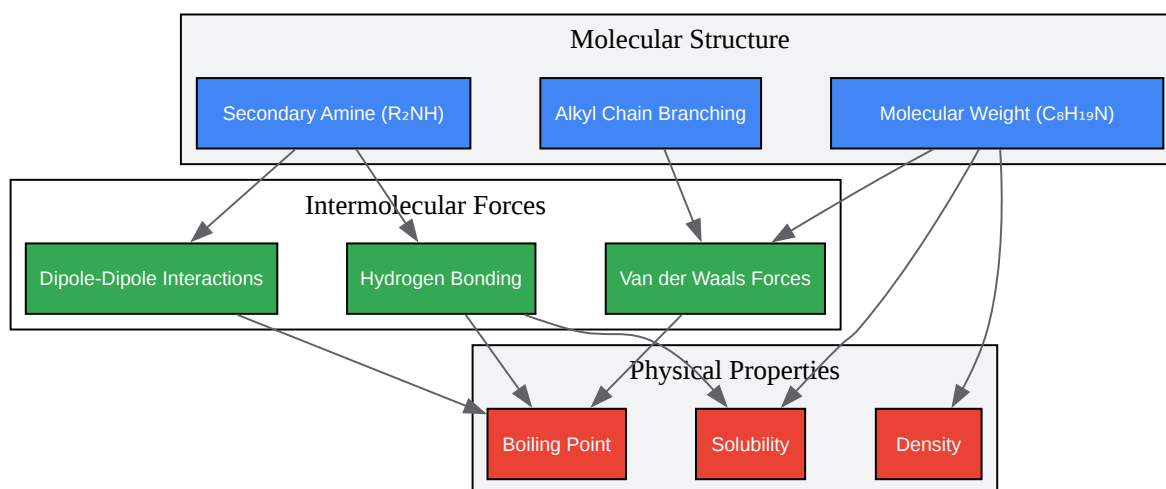 Molecular Structure
Secondary Amine (R₂NH)
Alkyl Chain Branching
Molecular Weight (C₈H₁₉N)
Intermolecular Forces
Dipole-Dipole Interactions
Hydrogen Bonding
Van der Waals Forces
Physical Properties
Boiling Point
Solubility
Density